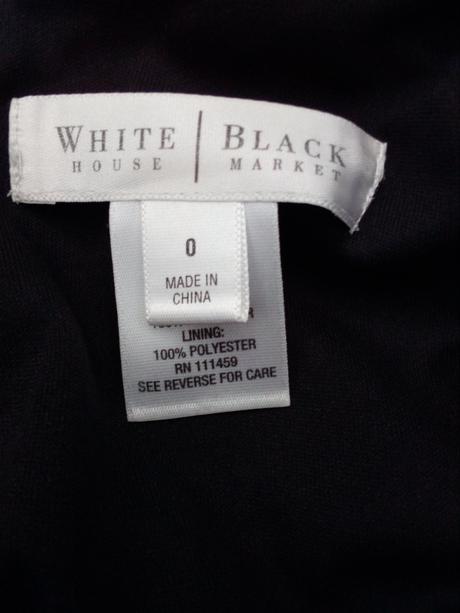 WHITE | BLACK
HOUSE MARKET
0
MADE IN
CHINA
LINING:
100% POLYESTER
RN 111459
SEE REVERSE FOR CARE